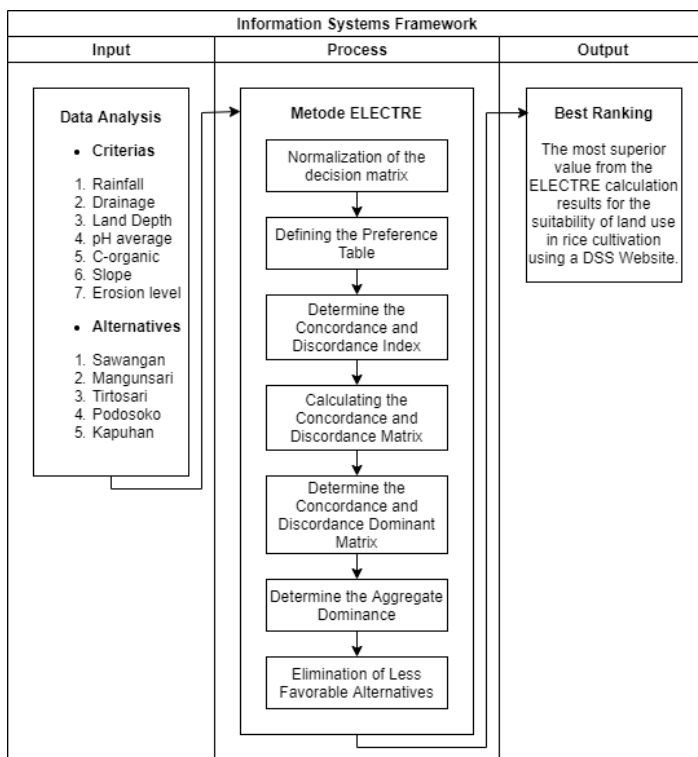 Information Systems Framework
Input
Process
Output
Data Analysis
• Criterias
1. Rainfall
2. Drainage
3. Land Depth
4. pH average
5. C-organic
6. Slope
7. Erosion level
• Alternatives
1. Sawangan
2. Mangunsari
3. Tirtosari
4. Podosoko
5. Kapuhan
Metode ELECTRE
Normalization of the
decision matrix
Defining the Preference
Table
Determine the
Concordance and
Discordance Index
Calculating the
Concordance and
Discordance Matrix
Determine the
Concordance and
Discordance Dominant
Matrix
Determine the Aggregate
Dominance
Elimination of Less
Favorable Alternatives
Best Ranking
The most superior
value from the
ELECTRE calculation
results for the
suitability of land use
in rice cultivation
using a DSS Website.